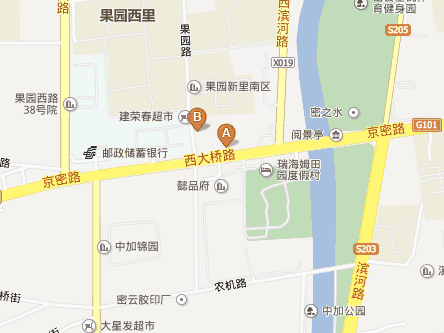 果园西里
果园路
西滨河路
育健身园
S205
X019
路
果园西路
38号院
果园新里南区
建荣春超市
B
A
密之水
G101
阅景亭
京密路
邮政储蓄银行
西大桥路
瑞海姆田
园度假村
路
京密路
懿品府
中加锦园
S203
滨河路
农机路
桥街
密云胶印厂
中加公园
大星发超市